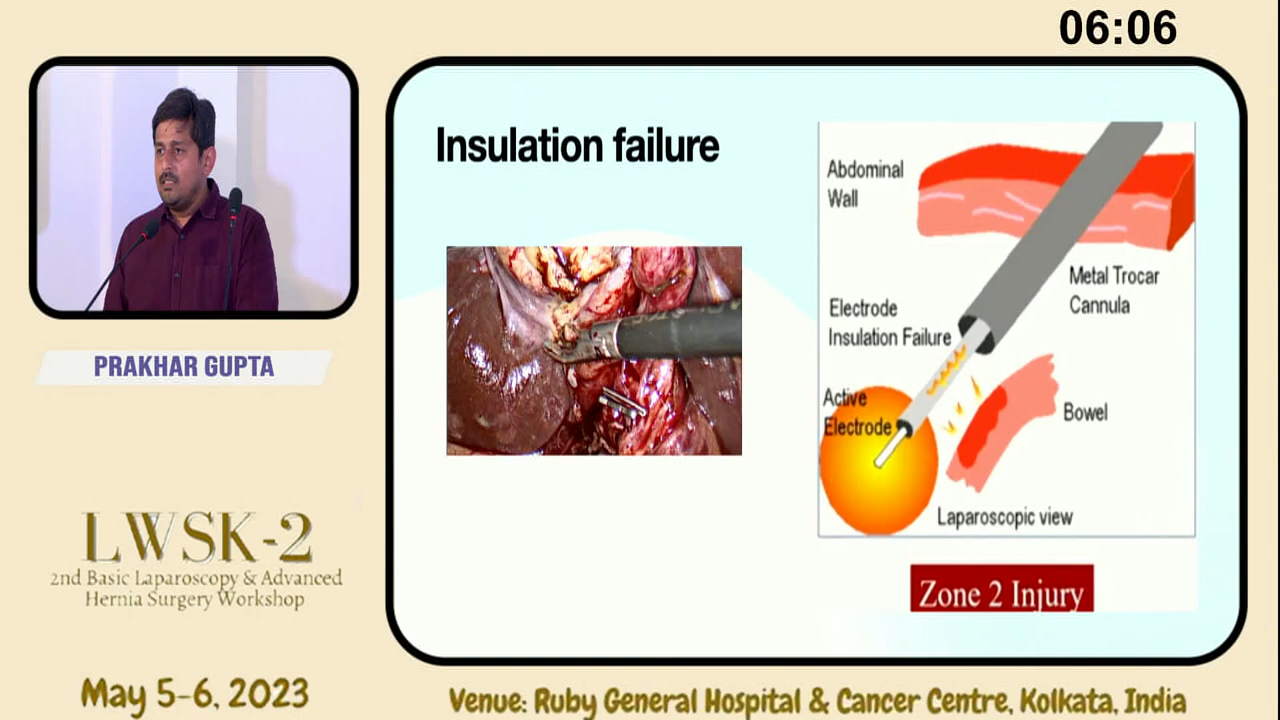 06:06
Insulation failure
Abdominal
Wall
Metal Trocar
Cannula
Electrode
Insulation Failure
Active
Electrode
Bowel
Laparoscopic view
Zone 2 Injury
PRAKHAR GUPTA
LWSK-2
2nd Basic Laparoscopy & Advanced
Hernia Surgery Workshop
May 5-6, 2023
Venue: Ruby General Hospital & Cancer Centre, Kolkata, India